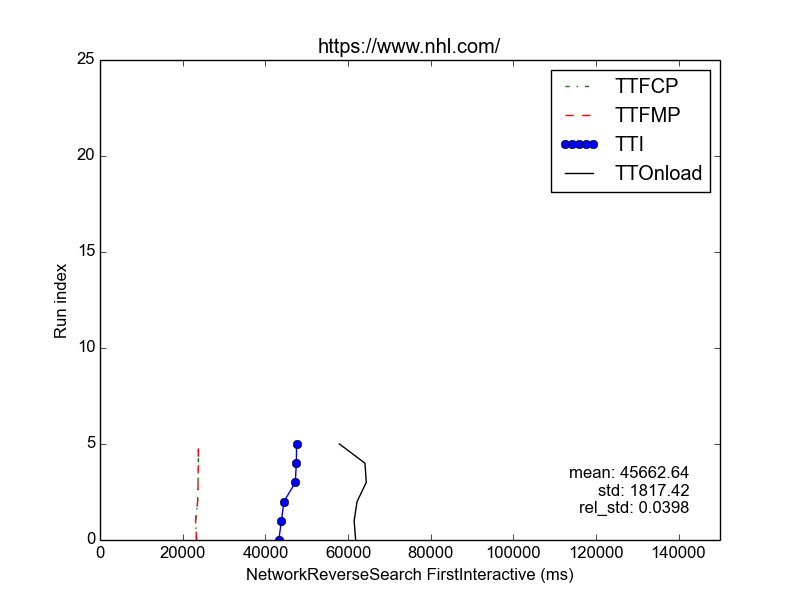 https://www.nhl.com/
25
20
15
10
5
0
Run index
TTFCP
TTFMP
TTI
TTOnload
mean: 45662.64
std: 1817.42
rel_std: 0.0398
0 20000 40000 60000 80000 100000 120000 140000
NetworkReverseSearch FirstInteractive (ms)